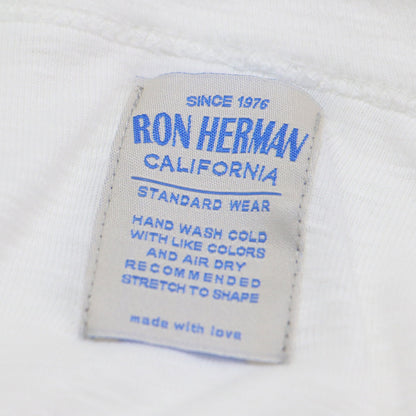 SINCE 1976
RON HERMAN
CALIFORNIA
STANDARD WEAR
HAND WASH COLD
WITH LIKE COLORS
AND AIR DRY
RECOMMENDED
STRETCH TO SHAPE
made with love